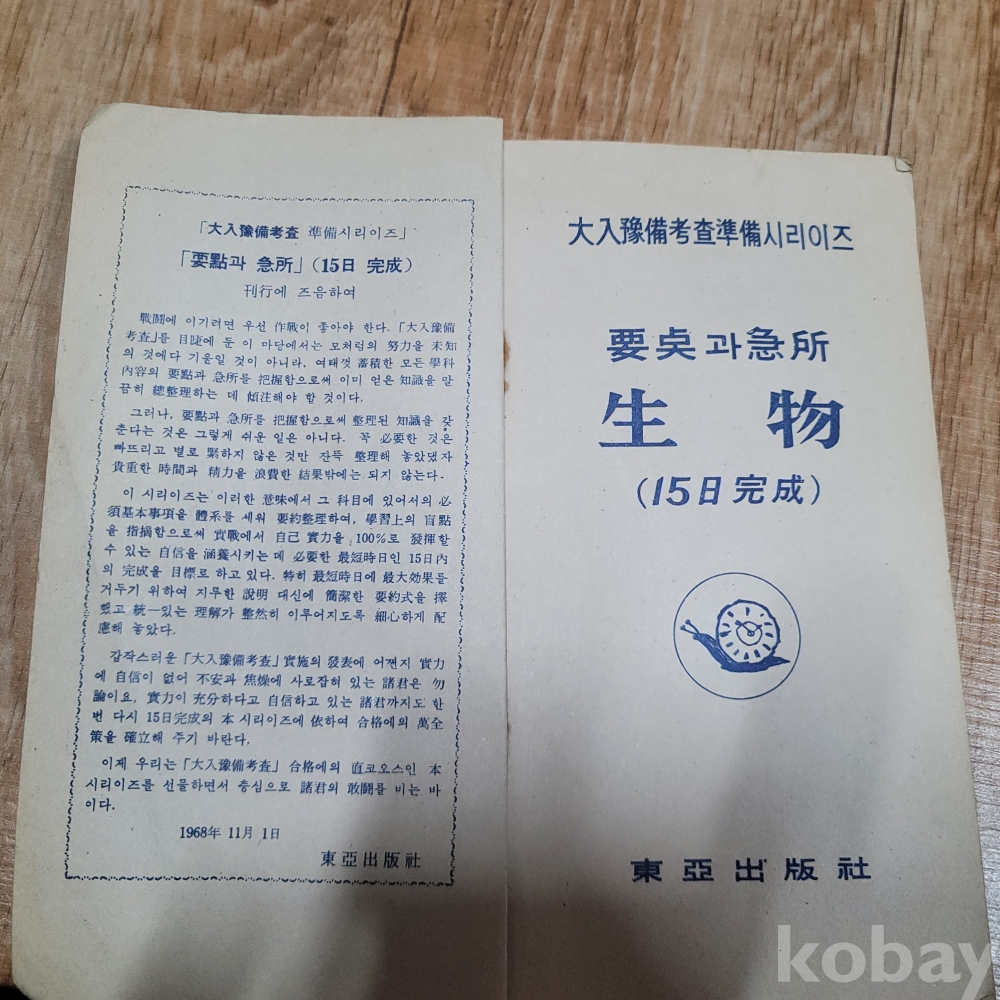 「大入豫備考査 準備시리이즈」
「要點과 急所」(15日 完成)
刊行에 즈음하여
戰鬪에 이기려면 우선 作戰이 좋아야 한다. 「大入豫備
考査」를 目睫에 둔 이 마당에서는 모처럼의 努力을 未知
의 것에다 기울일 것이 아니라, 여태껏 蓄積한 모든 學科
內容의 要點과 急所를 把握함으로써 이미 얻은 知識을 말
끔히 總整理하는 데 傾注해야 할 것이다.
그러나, 要點과 急所를 把握함으로써 整理된 知識을 갖
춘다는 것은 그렇게 쉬운 일은 아니다. 꼭 必要한 것은
빠뜨리고 별로 緊하지 않은 것만 잔뜩 整理해 놓았댔자
貴重한 時間과 精力을 浪費한 結果밖에는 되지 않는다.
이 시리이즈는 이러한 意味에서 그 科目에 있어서의 必
須基本事項을 體系를 세워 要約整理하여, 學習上의 盲點
을 指摘함으로써 實戰에서 自己 實力을 100%로 發揮할
수 있는 自信을 涵養시키는데 必要한 最短時日인 15日內
의 完成을 目標로 하고 있다. 特히 最短時日에 最大効果를
거두기 위하여 지루한 說明 대신에 簡潔한 要約式을 擇
했고 統一있는 理解가 整然히 이루어지도록 細心하게 配
慮해 놓았다.
갑작스러운 「大入豫備考査」 實施의 發表에 어쩐지 實力
에 自信이 없어 不安과 焦燥에 사로잡혀 있는 諸君은 勿
論이요, 實力이 充分하다고 自信하고 있는 諸君까지도 한
번 다시 15日完成의 本 시리이즈에 依하여 合格에의 萬全
策을 確立해 주기 바란다.
이제 우리는 「大入豫備考査」 合格에의 直코오스인 本
시리이즈를 선물하면서 충심으로 諸君의 敢鬪를 비는 바
이다.
1968年 11月 1日
東亞出版社
大入豫備考査準備시리이즈
要点과急所
生物
(15日完成)
東亞出版社
kobay